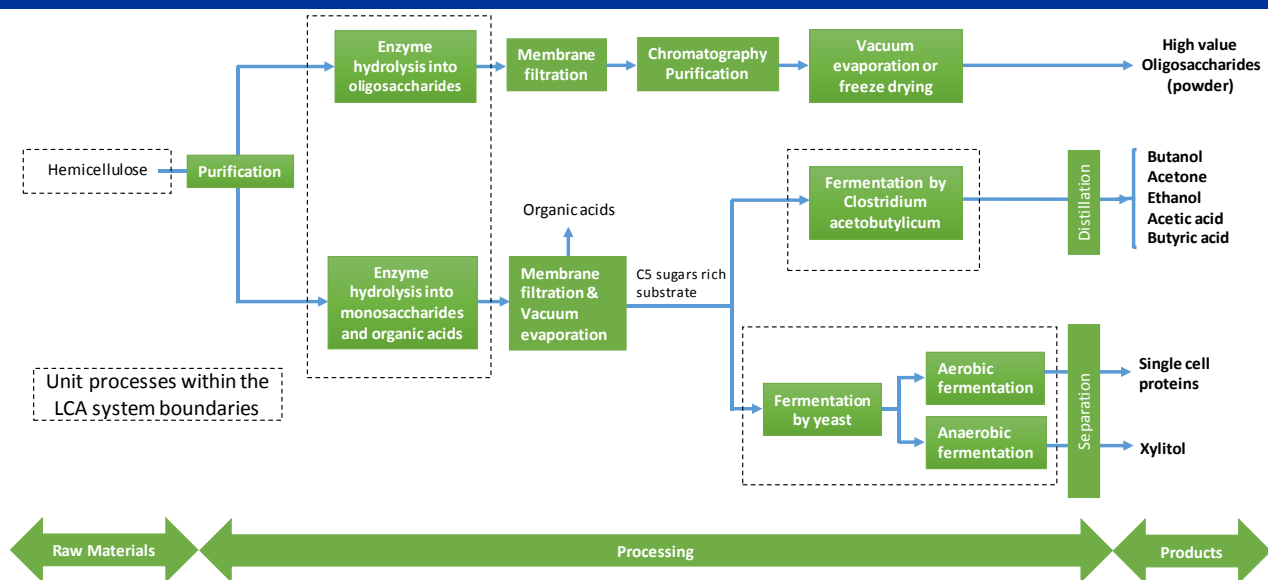 Enzyme
hydrolysis into
oligosaccharides
Membrane
filtration
Chromatography
Purification
Vacuum
evaporation or
freeze drying
High value
Oligosaccharides
(powder)
Hemicellulose
Purification
Fermentation by
Clostridium
acetobutylicum
Distillation
Butanol
Acetone
Ethanol
Acetic acid
Butyric acid
Organic acids
Enzyme
hydrolysis into
monosaccharides
and organic acids
Membrane
filtration &
Vacuum
evaporation
C5 sugars rich
substrate
Unit processes within the
LCA system boundaries
Fermentation
by yeast
Aerobic
fermentation
Anaerobic
fermentation
Separation
Single cell
proteins
Xylitol
Raw Materials
Processing
Products